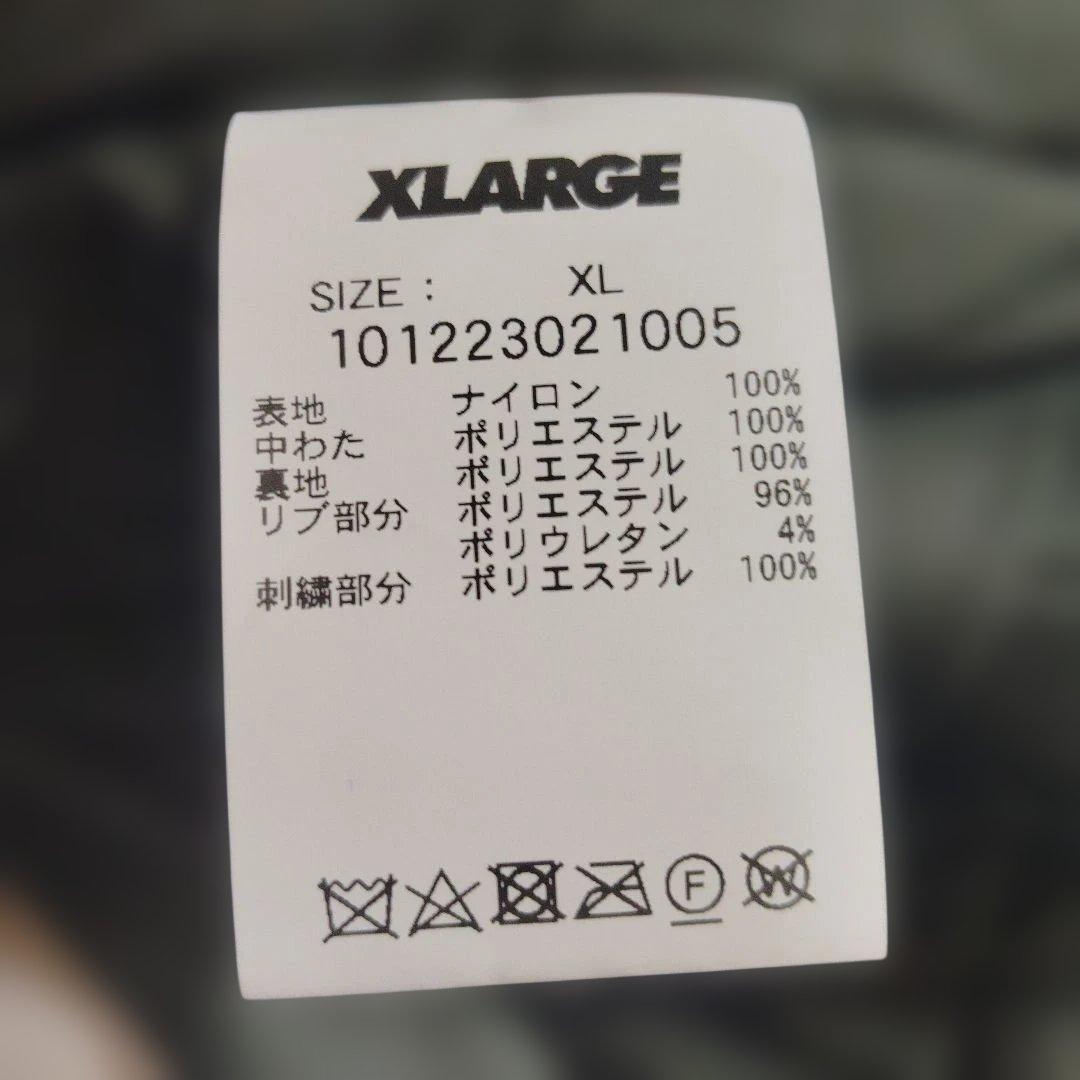 XLARGE
SIZE : XL
101223021005
表地 ナイロン 100%
中わた ポリエステル 100%
裏地 ポリエステル 100%
リブ部分 ポリエステル 96%
ポリウレタン 4%
刺繍部分 ポリエステル 100%
F W